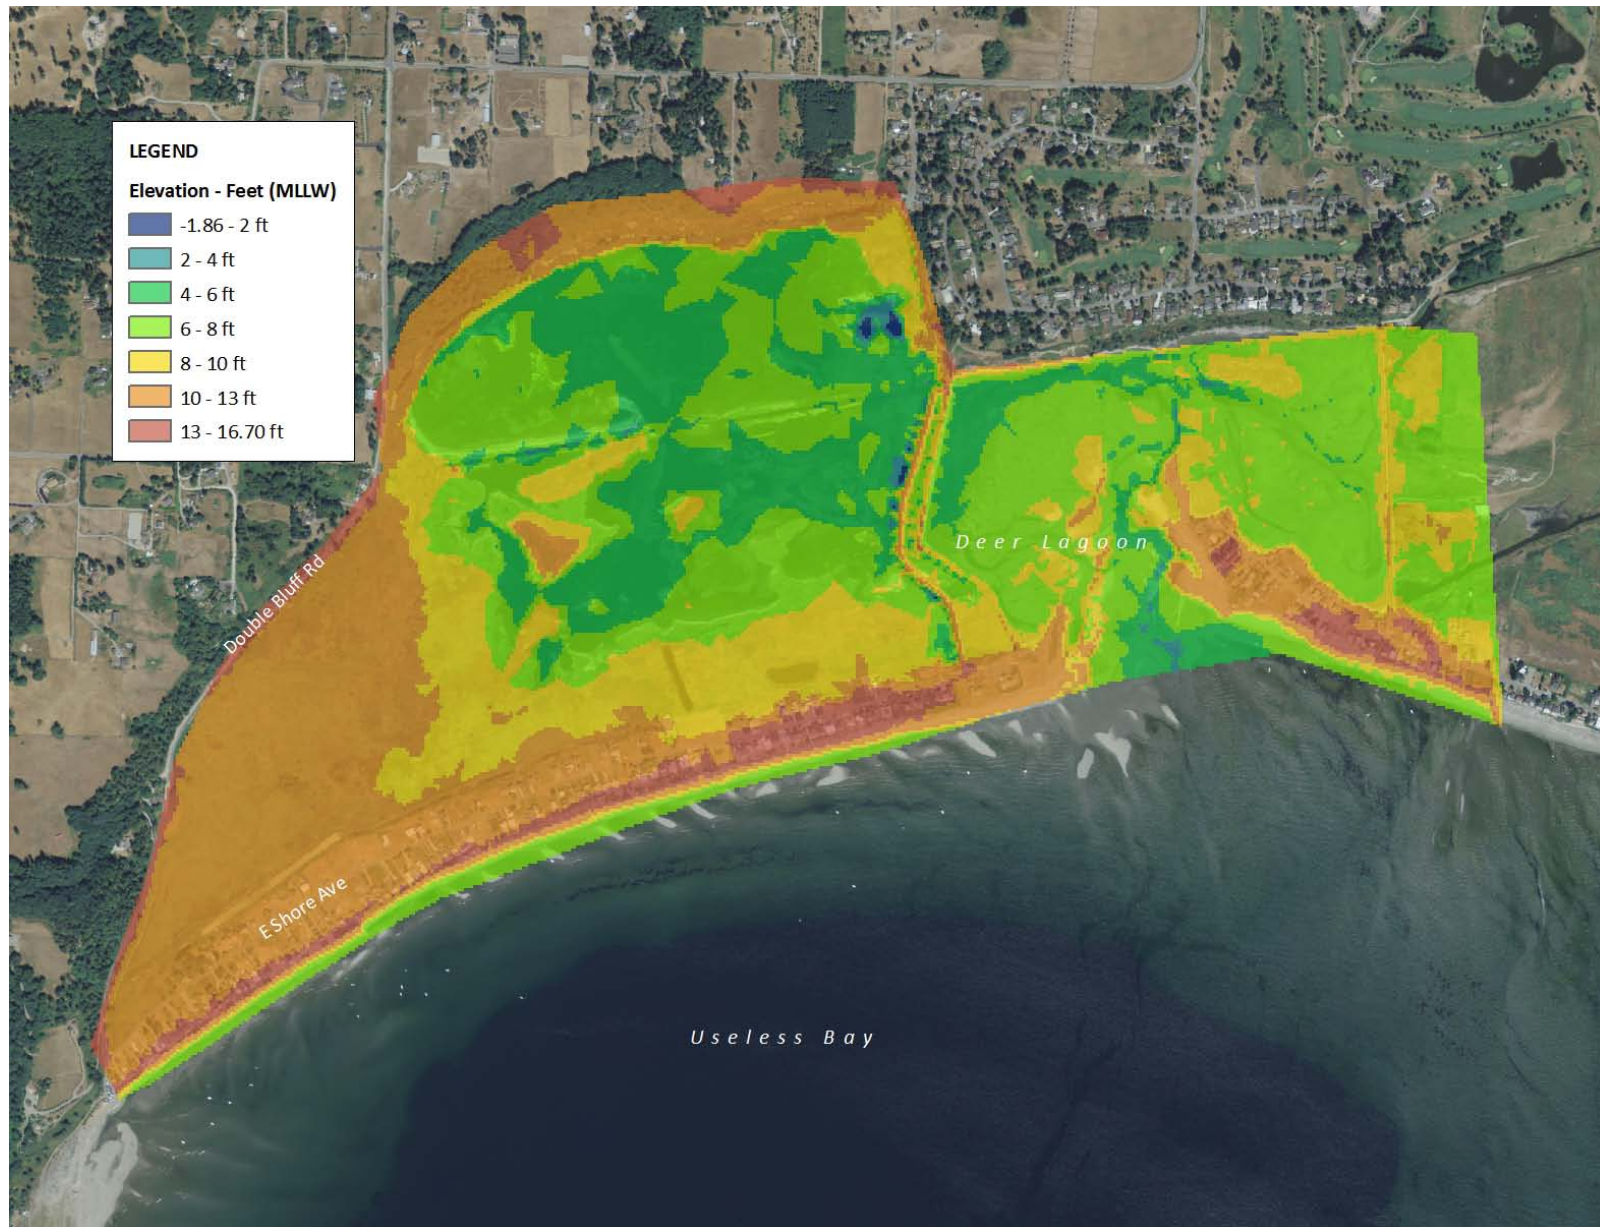 LEGEND
Elevation - Feet (MLLW)
-1.86 - 2 ft
2 - 4 ft
4 - 6 ft
6 - 8 ft
8 - 10 ft
10 - 13 ft
13 - 16.70 ft
Deer Lagoon
Double Bluff Rd
E Shore Ave
Useless Bay